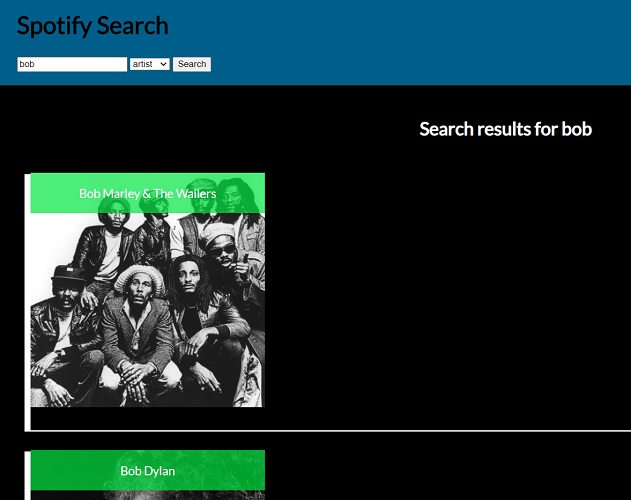 Spotify Search
bob artist Search
Search results for bob
Bob Marley & The Wailers
Bob Dylan